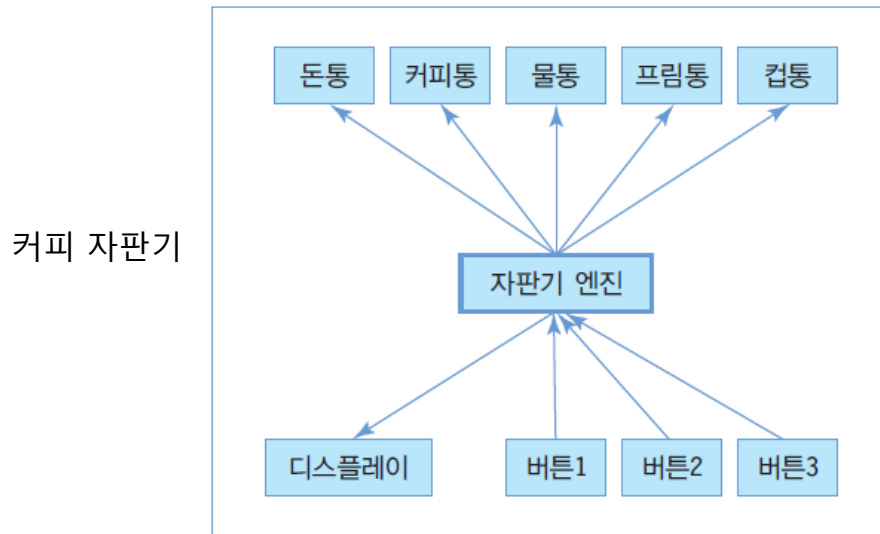 돈통
커피통
물통
프림통
컵통
커피 자판기
자판기 엔진
디스플레이
버튼1
버튼2
버튼3